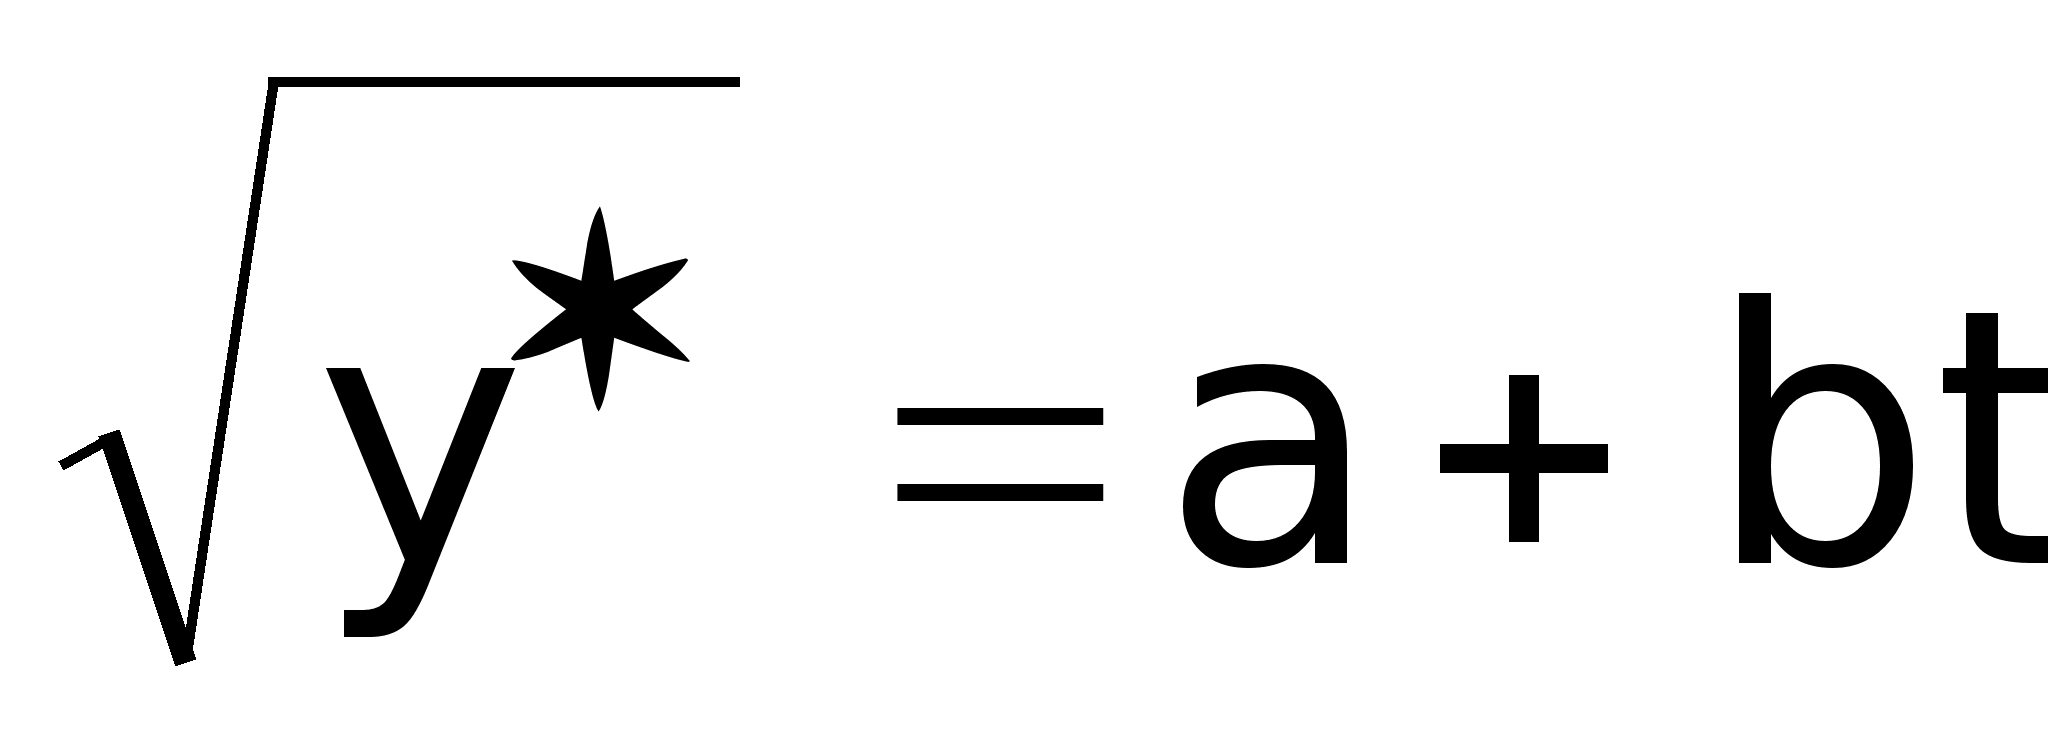 √y* = a + bt